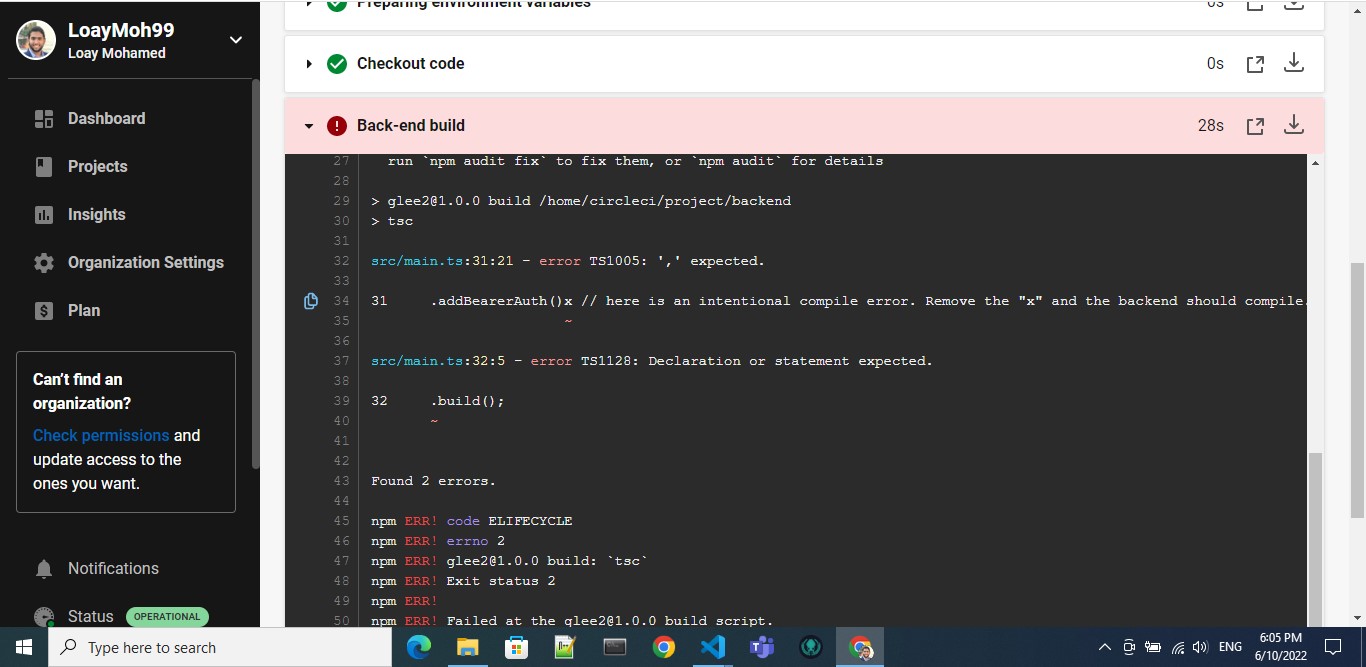 LoayMoh99
Loay Mohamed
Dashboard
Projects
Insights
Organization Settings
Plan
Can't find an
organization?
Check permissions and
update access to the
ones you want.
Notifications
Status OPERATIONAL
Preparing environment variables 0s
Checkout code 0s
Back-end build 28s
27 run `npm audit fix` to fix them, or `npm audit` for details
28
29 > glee2@1.0.0 build /home/circleci/project/backend
30 > tsc
31
32 src/main.ts:31:21 - error TS1005: ',' expected.
33
34 31 .addBearerAuth()x // here is an intentional compile error. Remove the "x" and the backend should compile.
35 ~
36
37 src/main.ts:32:5 - error TS1128: Declaration or statement expected.
38
39 32 .build();
40 ~
41
42
43 Found 2 errors.
44
45 npm ERR! code ELIFECYCLE
46 npm ERR! errno 2
47 npm ERR! glee2@1.0.0 build: `tsc`
48 npm ERR! Exit status 2
49 npm ERR!
50 npm ERR! Failed at the glee2@1.0.0 build script.
Type here to search
ENG
6:05 PM
6/10/2022